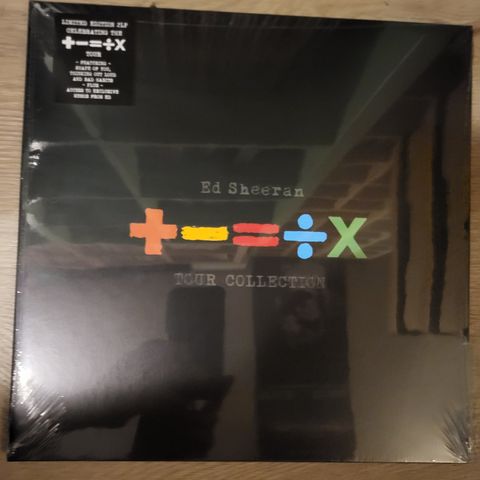 LIMITED EDITION 2LP
CELEBRATING THE
+-=÷x
TOUR
- FEATURING -
SHAPE OF YOU,
THINKING OUT LOUD
AND BAD HABITS
- PLUS -
ACCESS TO EXCLUSIVE
MEMOS FROM ED
Ed Sheeran
+-=÷x
TOUR COLLECTION